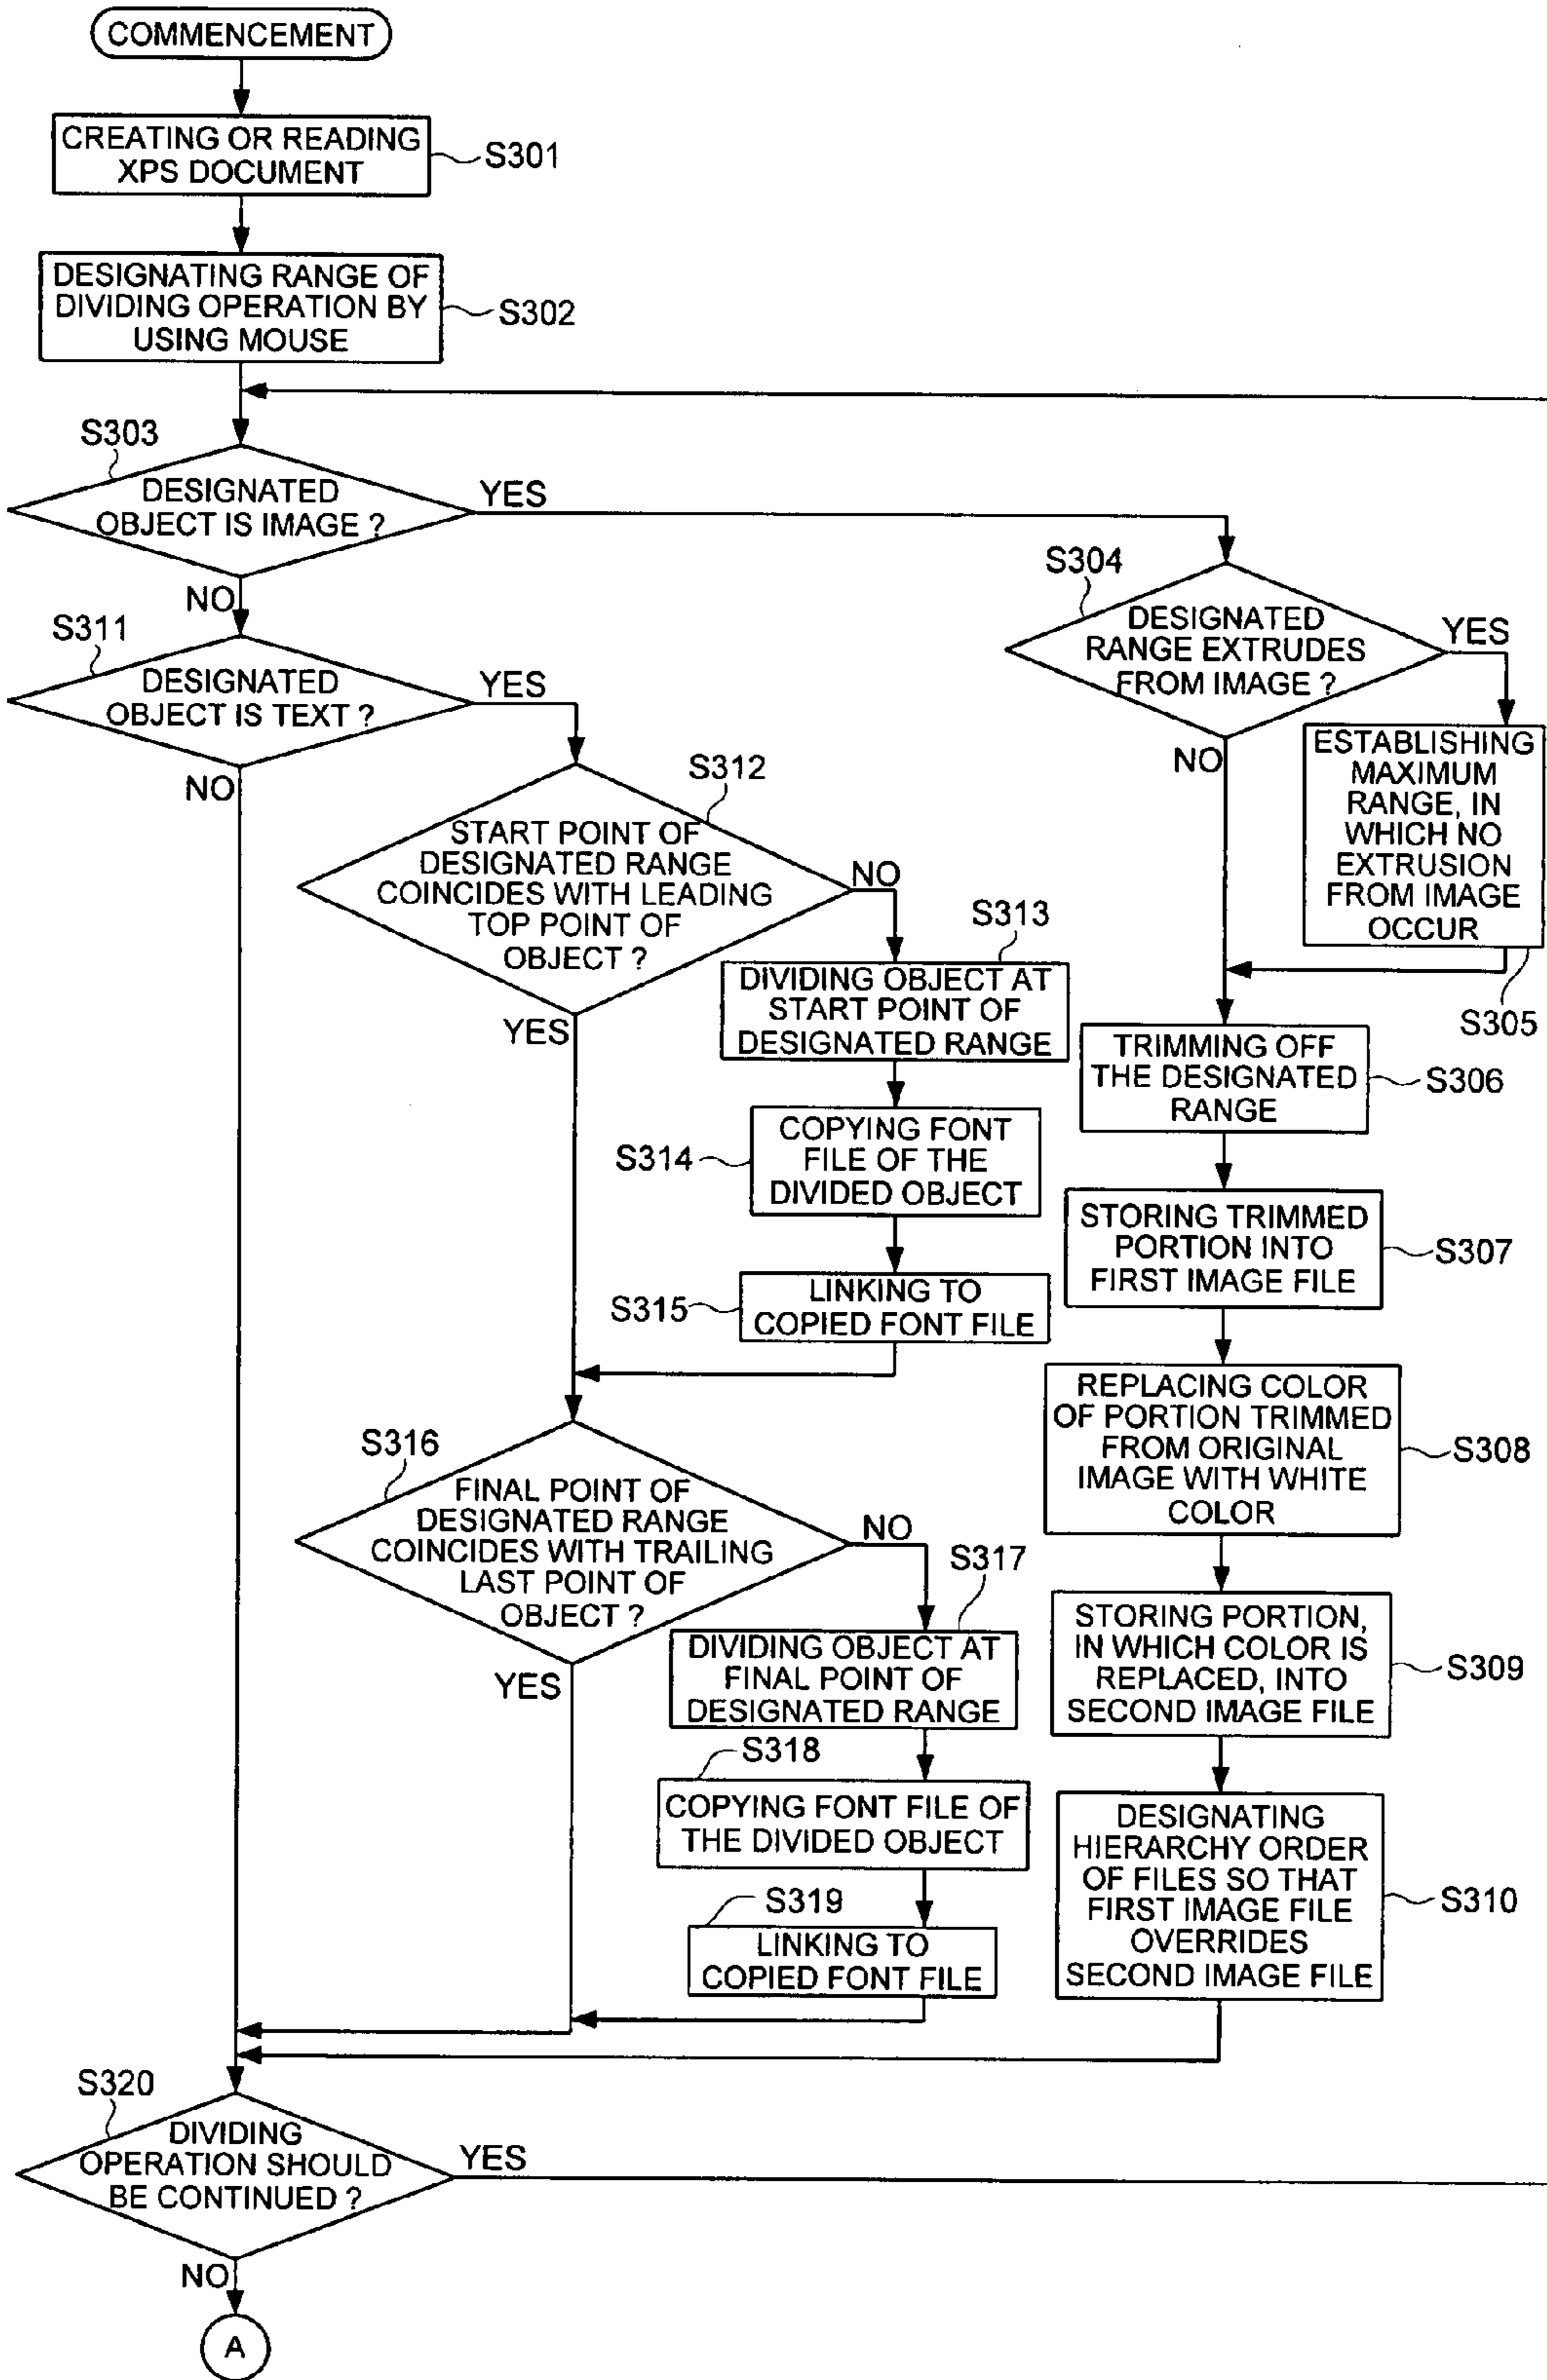 COMMENCEMENT
CREATING OR READING
XPS DOCUMENT
S301
DESIGNATING RANGE OF
DIVIDING OPERATION BY
USING MOUSE
S302
S303
DESIGNATED
OBJECT IS IMAGE ?
YES
NO
S304
DESIGNATED
RANGE EXTRUDES
FROM IMAGE ?
YES
NO
ESTABLISHING
MAXIMUM
RANGE, IN
WHICH NO
EXTRUSION
FROM IMAGE
OCCUR
S305
S311
DESIGNATED
OBJECT IS TEXT ?
YES
NO
S312
START POINT OF
DESIGNATED RANGE
COINCIDES WITH LEADING
TOP POINT OF
OBJECT ?
NO
YES
S313
DIVIDING OBJECT AT
START POINT OF
DESIGNATED RANGE
S314
COPYING FONT
FILE OF THE
DIVIDED OBJECT
S315
LINKING TO
COPIED FONT FILE
TRIMMING OFF
THE DESIGNATED
RANGE
S306
STORING TRIMMED
PORTION INTO
FIRST IMAGE FILE
S307
REPLACING COLOR
OF PORTION TRIMMED
FROM ORIGINAL
IMAGE WITH WHITE
COLOR
S308
STORING PORTION,
IN WHICH COLOR IS
REPLACED, INTO
SECOND IMAGE FILE
S309
DESIGNATING
HIERARCHY ORDER
OF FILES SO THAT
FIRST IMAGE FILE
OVERRIDES
SECOND IMAGE FILE
S310
S316
FINAL POINT OF
DESIGNATED RANGE
COINCIDES WITH TRAILING
LAST POINT OF
OBJECT ?
NO
YES
S317
DIVIDING OBJECT AT
FINAL POINT OF
DESIGNATED RANGE
S318
COPYING FONT FILE OF
THE DIVIDED OBJECT
S319
LINKING TO
COPIED FONT FILE
S320
DIVIDING
OPERATION SHOULD
BE CONTINUED ?
YES
NO
A